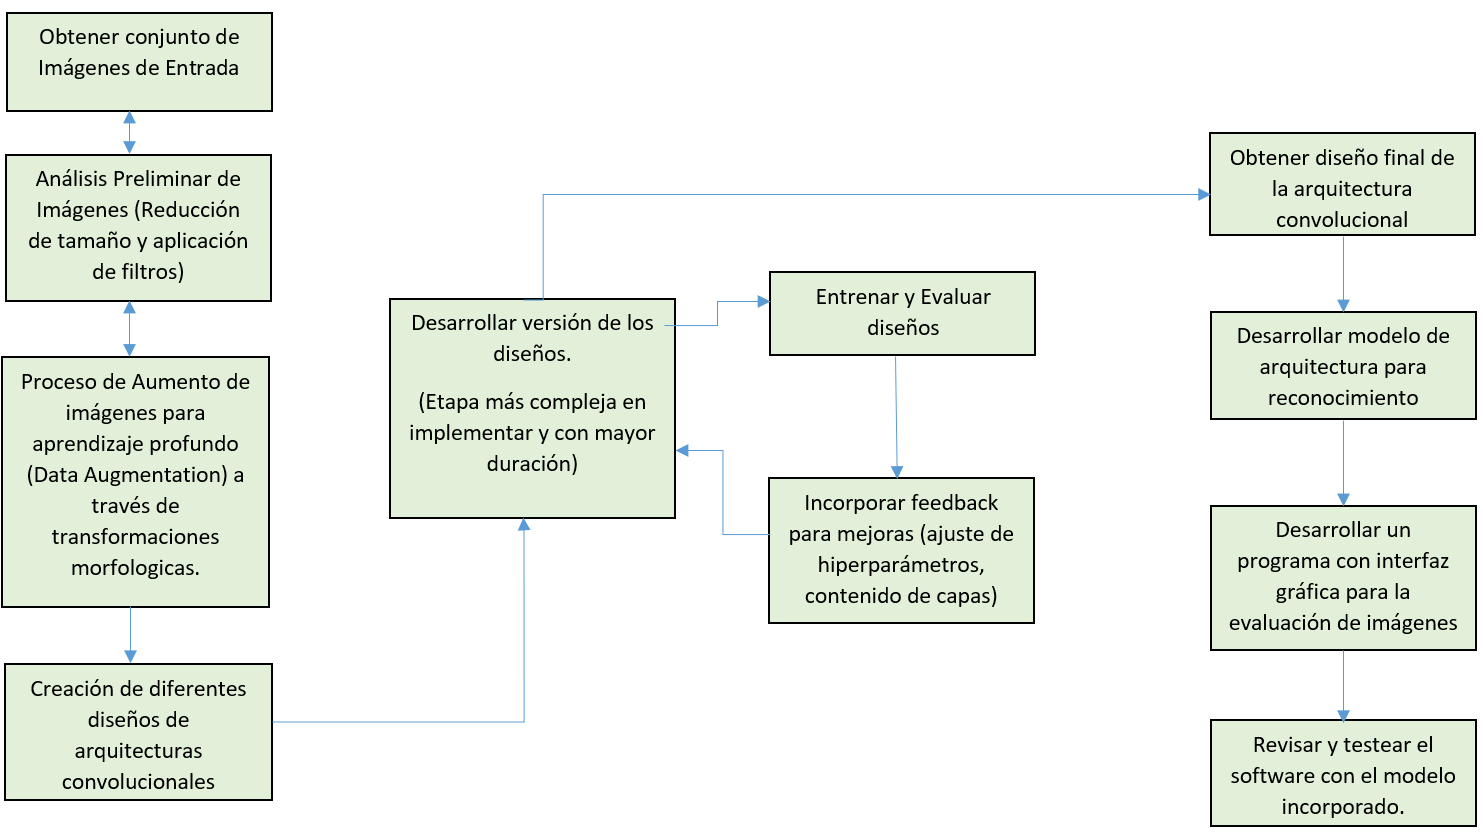 Obtener conjunto de
Imágenes de Entrada
Análisis Preliminar de
Imágenes (Reducción
de tamaño y aplicación
de filtros)
Proceso de Aumento de
imágenes para
aprendizaje profundo
(Data Augmentation) a
través de
transformaciones
morfologicas.
Creación de diferentes
diseños de
arquitecturas
convolucionales
Desarrollar versión de los
diseños.
(Etapa más compleja en
implementar y con mayor
duración)
Entrenar y Evaluar
diseños
Incorporar feedback
para mejoras (ajuste de
hiperparámetros,
contenido de capas)
Obtener diseño final de
la arquitectura
convolucional
Desarrollar modelo de
arquitectura para
reconocimiento
Desarrollar un
programa con interfaz
gráfica para la
evaluación de imágenes
Revisar y testear el
software con el modelo
incorporado.